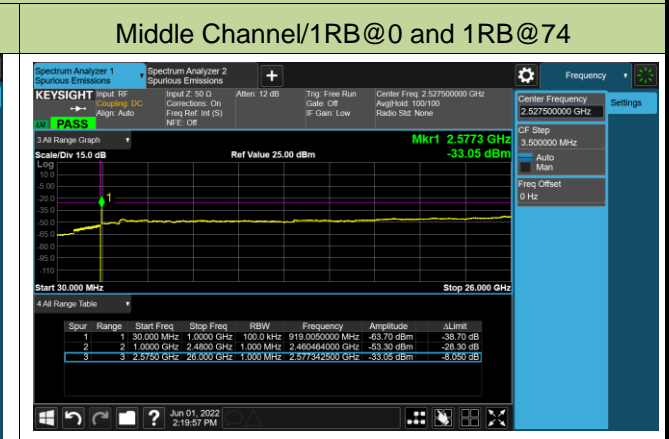 Middle Channel/1RB@0 and 1RB@74
Spectrum Analyzer 1
Spurious Emissions
Spectrum Analyzer 2
Spurious Emissions
+
Frequency
KEYSIGHT
Input: RF
Coupling: DC
Align: Auto
Input Z: 50 Ω
Corrections: On
Freq Ref: Int (S)
NFE: Off
Atten: 12 dB
Trig: Free Run
Gate: Off
IF Gain: Low
Center Freq: 2.527500000 GHz
Avg|Hold: 100/100
Radio Std: None
PASS
Center Frequency
2.527500000 GHz
Settings
CF Step
3.500000 MHz
Auto
Man
Freq Offset
0 Hz
3 All Range Graph
Mkr1 2.5773 GHz
Scale/Div 15.0 dB
Ref Value 25.00 dBm
-33.05 dBm
Log
10.0
-5.00
-20.0
-35.0
-50.0
-65.0
-80.0
-95.0
-110
1
Start 30.000 MHz
Stop 26.000 GHz
4 All Range Table
Spur Range Start Freq Stop Freq RBW Frequency Amplitude ΔLimit
1 1 30.000 MHz 1.0000 GHz 100.0 kHz 919.0050000 MHz -63.70 dBm -38.70 dB
2 2 1.0000 GHz 2.4800 GHz 1.000 MHz 2.460464000 GHz -53.30 dBm -28.30 dB
3 3 2.5750 GHz 26.000 GHz 1.000 MHz 2.577342500 GHz -33.05 dBm -8.050 dB
?
Jun 01, 2022
2:19:57 PM